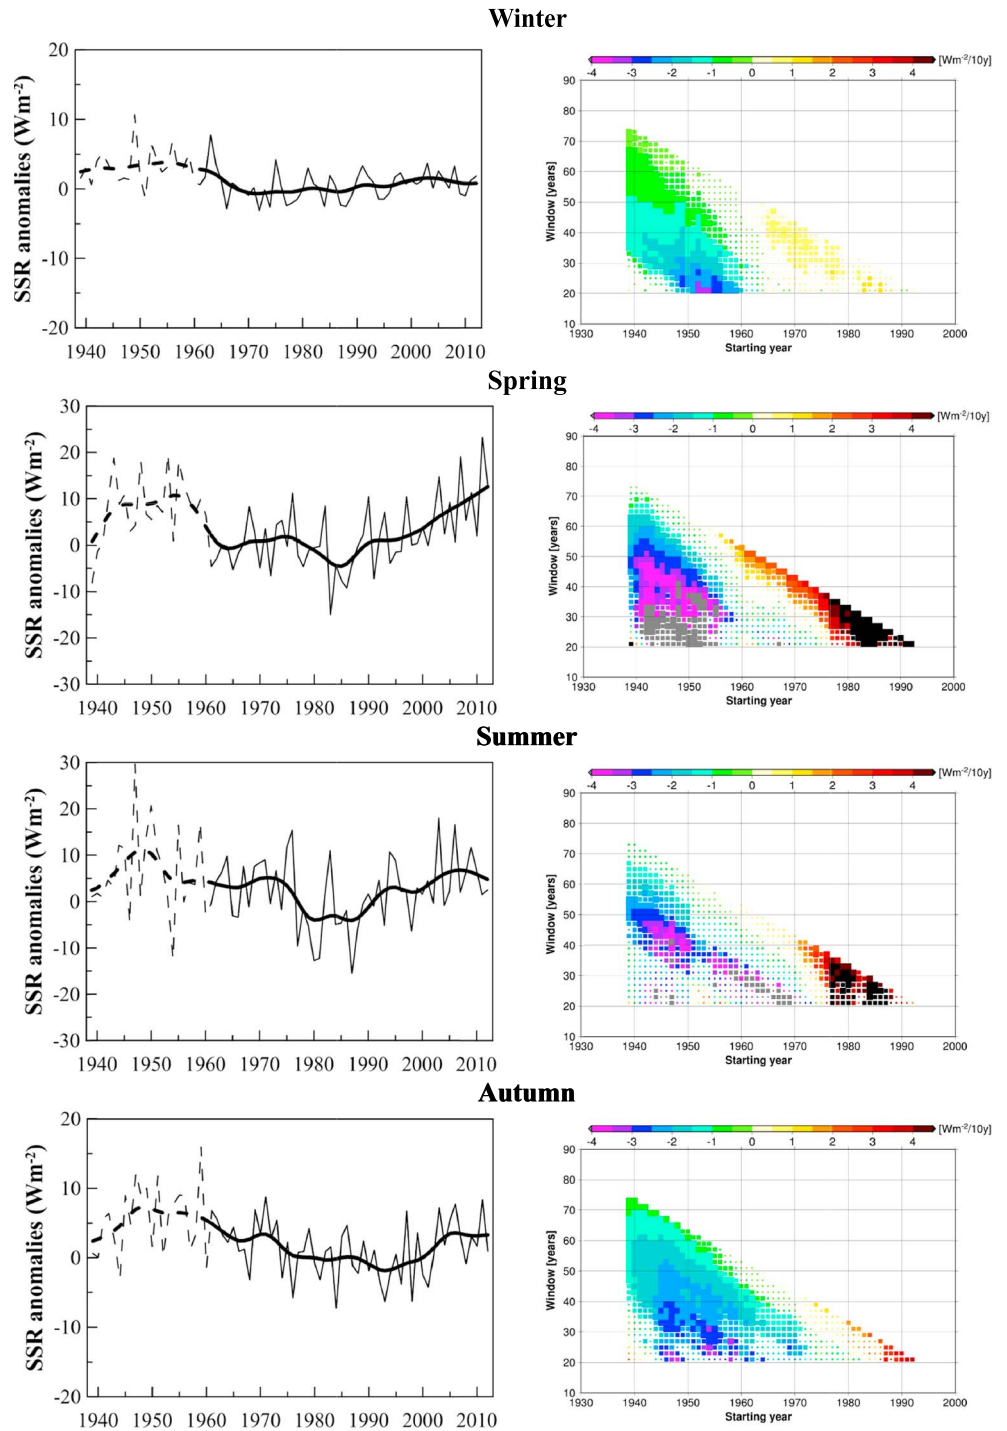 Winter
SSR anomalies (Wm-2)
20
10
0
-10
-20
1940 1950 1960 1970 1980 1990 2000 2010
-4 -3 -2 -1 0 1 2 3 4 [Wm-2/10y]
Window [years]
90
80
70
60
50
40
30
20
10
1930 1940 1950 1960 1970 1980 1990 2000
Starting year
Spring
SSR anomalies (Wm-2)
30
20
10
0
-10
-20
-30
1940 1950 1960 1970 1980 1990 2000 2010
-4 -3 -2 -1 0 1 2 3 4 [Wm-2/10y]
Window [years]
90
80
70
60
50
40
30
20
10
1930 1940 1950 1960 1970 1980 1990 2000
Starting year
Summer
SSR anomalies (Wm-2)
30
20
10
0
-10
-20
-30
1940 1950 1960 1970 1980 1990 2000 2010
-4 -3 -2 -1 0 1 2 3 4 [Wm-2/10y]
Window [years]
90
80
70
60
50
40
30
20
10
1930 1940 1950 1960 1970 1980 1990 2000
Starting year
Autumn
SSR anomalies (Wm-2)
20
10
0
-10
-20
1940 1950 1960 1970 1980 1990 2000 2010
-4 -3 -2 -1 0 1 2 3 4 [Wm-2/10y]
Window [years]
90
80
70
60
50
40
30
20
10
1930 1940 1950 1960 1970 1980 1990 2000
Starting year